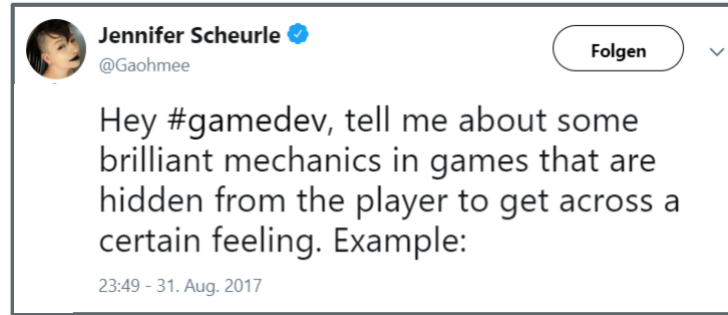 Jennifer Scheurle
@Gaohmee
Folgen
Hey #gamedev, tell me about some
brilliant mechanics in games that are
hidden from the player to get across a
certain feeling. Example:
23:49 - 31. Aug. 2017